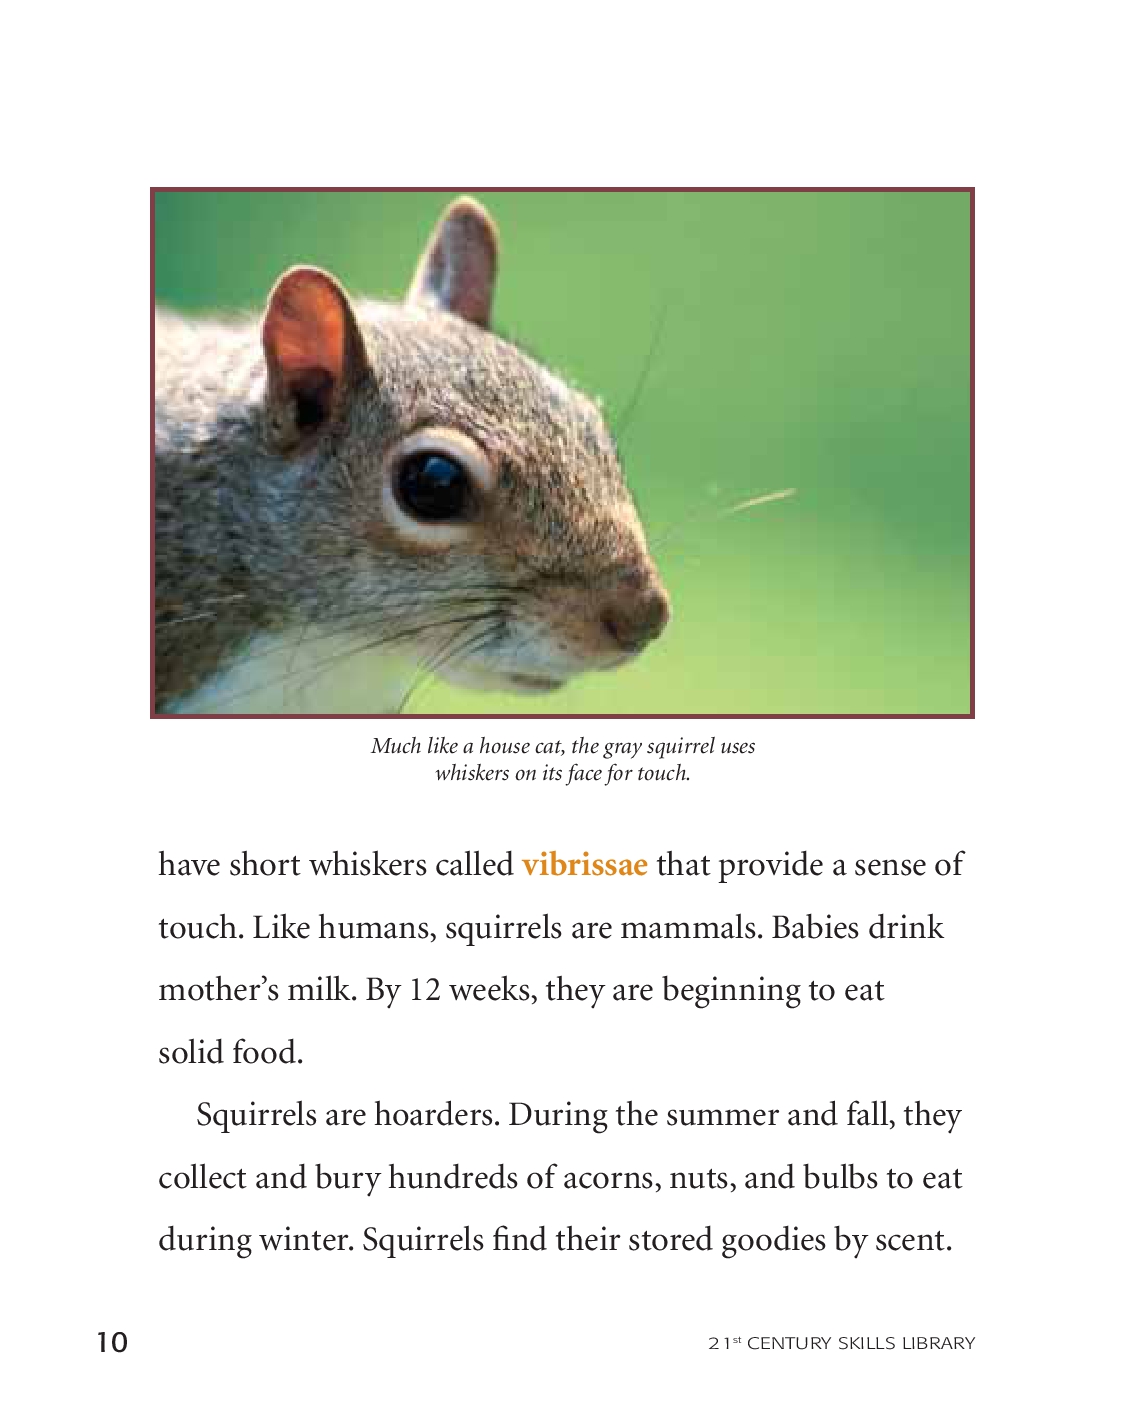 Much like a house cat, the gray squirrel uses
whiskers on its face for touch.
have short whiskers called vibrissae that provide a sense of
touch. Like humans, squirrels are mammals. Babies drink
mother’s milk. By 12 weeks, they are beginning to eat
solid food.
Squirrels are hoarders. During the summer and fall, they
collect and bury hundreds of acorns, nuts, and bulbs to eat
during winter. Squirrels find their stored goodies by scent.
10
21st CENTURY SKILLS LIBRARY